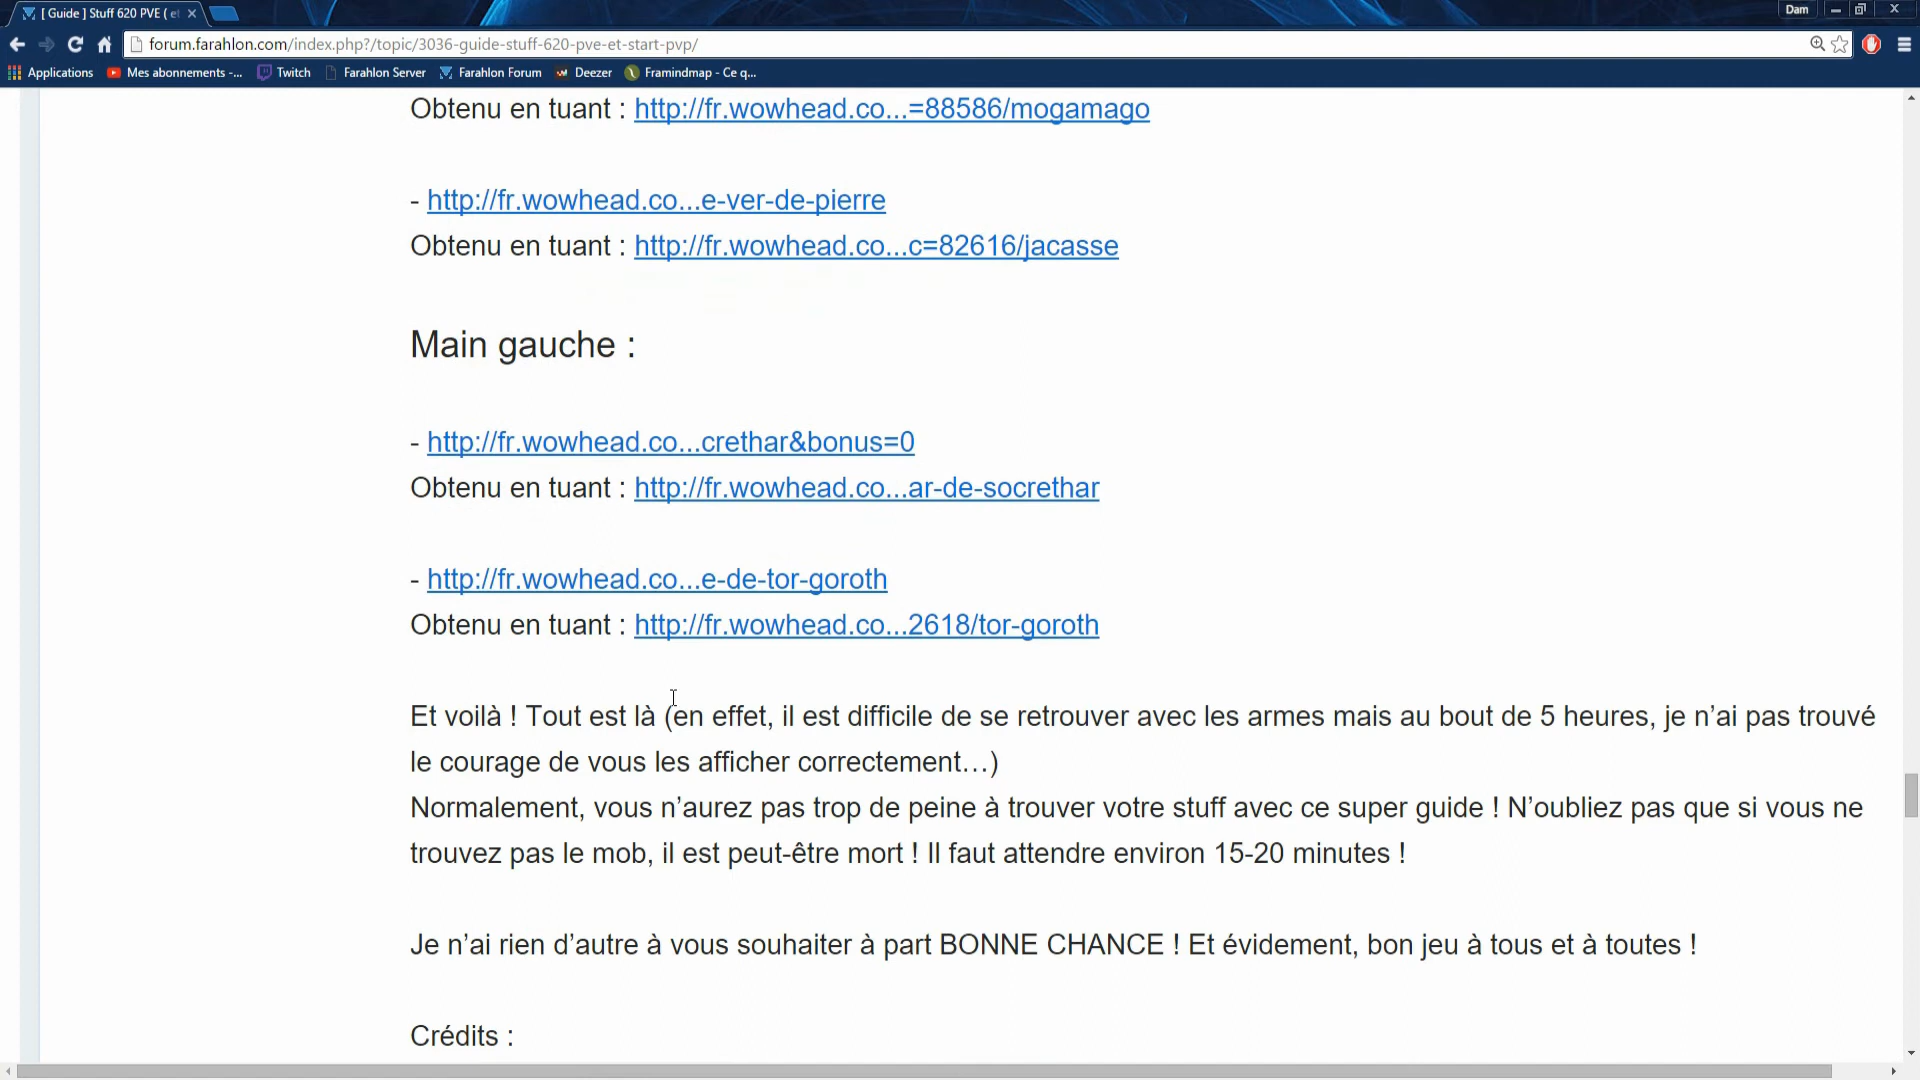 [ Guide ] Stuff 620 PVE ( et
Dam
forum.farahlon.com/index.php?/topic/3036-guide-stuff-620-pve-et-start-pvp/
Applications Mes abonnements -... Twitch Farahlon Server Farahlon Forum Deezer Framindmap - Ce q...
Obtenu en tuant : http://fr.wowhead.co...=88586/mogamago
- http://fr.wowhead.co...e-ver-de-pierre
Obtenu en tuant : http://fr.wowhead.co...c=82616/jacasse
Main gauche :
- http://fr.wowhead.co...crethar&bonus=0
Obtenu en tuant : http://fr.wowhead.co...ar-de-socrethar
- http://fr.wowhead.co...e-de-tor-goroth
Obtenu en tuant : http://fr.wowhead.co...2618/tor-goroth
Et voilà ! Tout est là (en effet, il est difficile de se retrouver avec les armes mais au bout de 5 heures, je n’ai pas trouvé
le courage de vous les afficher correctement…)
Normalement, vous n’aurez pas trop de peine à trouver votre stuff avec ce super guide ! N’oubliez pas que si vous ne
trouvez pas le mob, il est peut-être mort ! Il faut attendre environ 15-20 minutes !
Je n’ai rien d’autre à vous souhaiter à part BONNE CHANCE ! Et évidement, bon jeu à tous et à toutes !
Crédits :